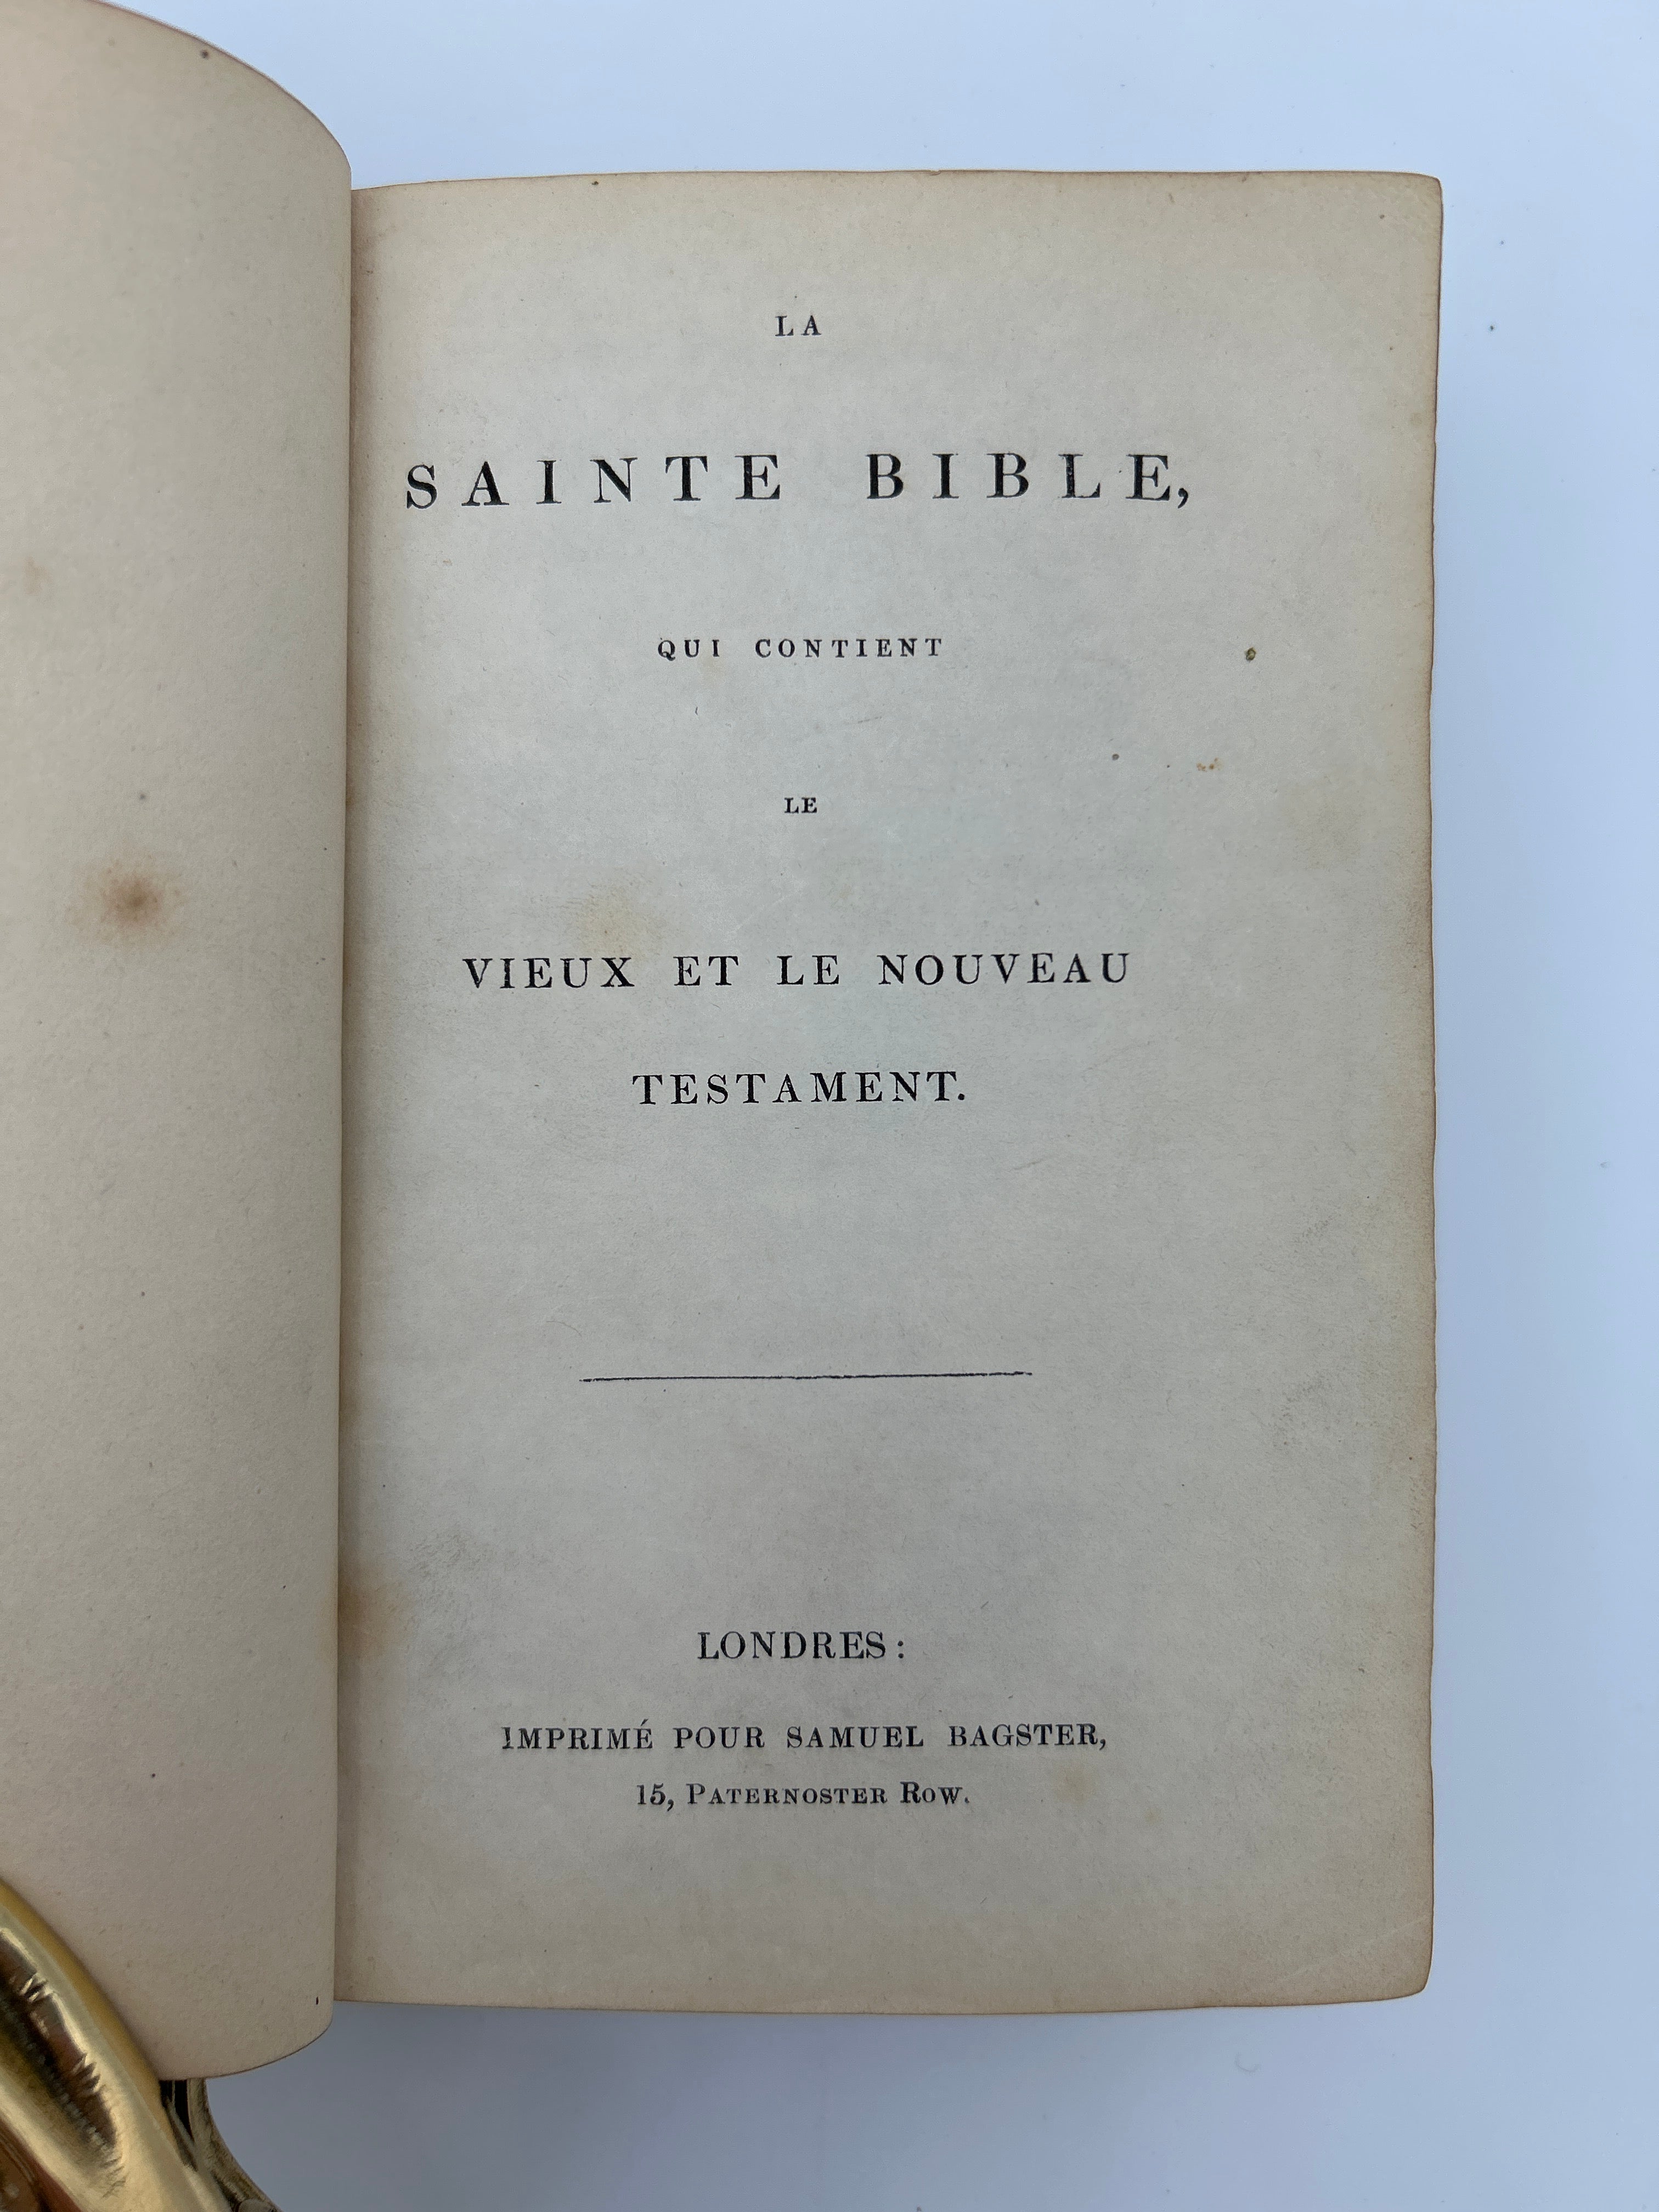 LA
SAINTE BIBLE,
QUI CONTIENT
LE
VIEUX ET LE NOUVEAU
TESTAMENT.
LONDRES:
IMPRIMÉ POUR SAMUEL BAGSTER,
15, PATERNOSTER ROW.